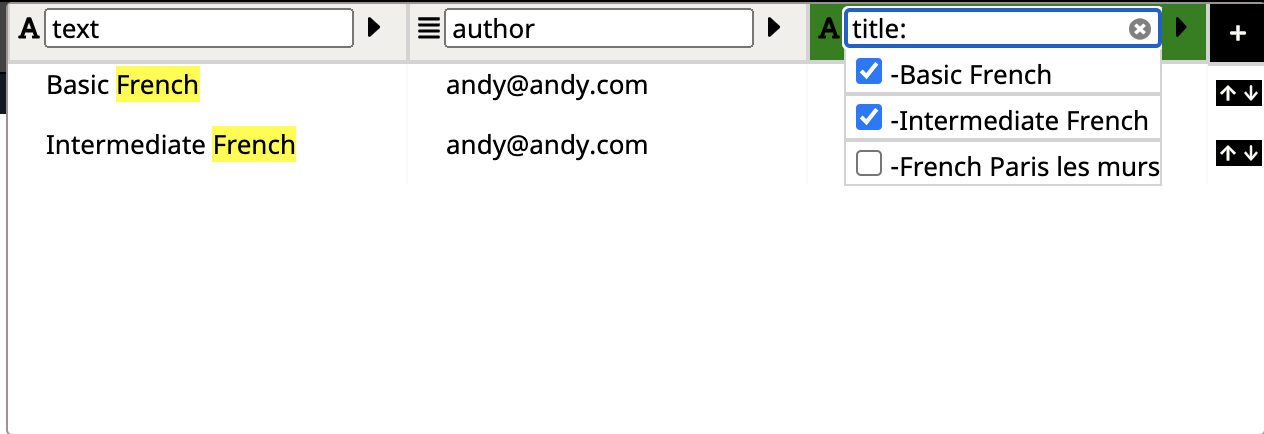 A text author A title: +
-Basic French
-Intermediate French
-French Paris les murs
Basic French andy@andy.com
Intermediate French andy@andy.com